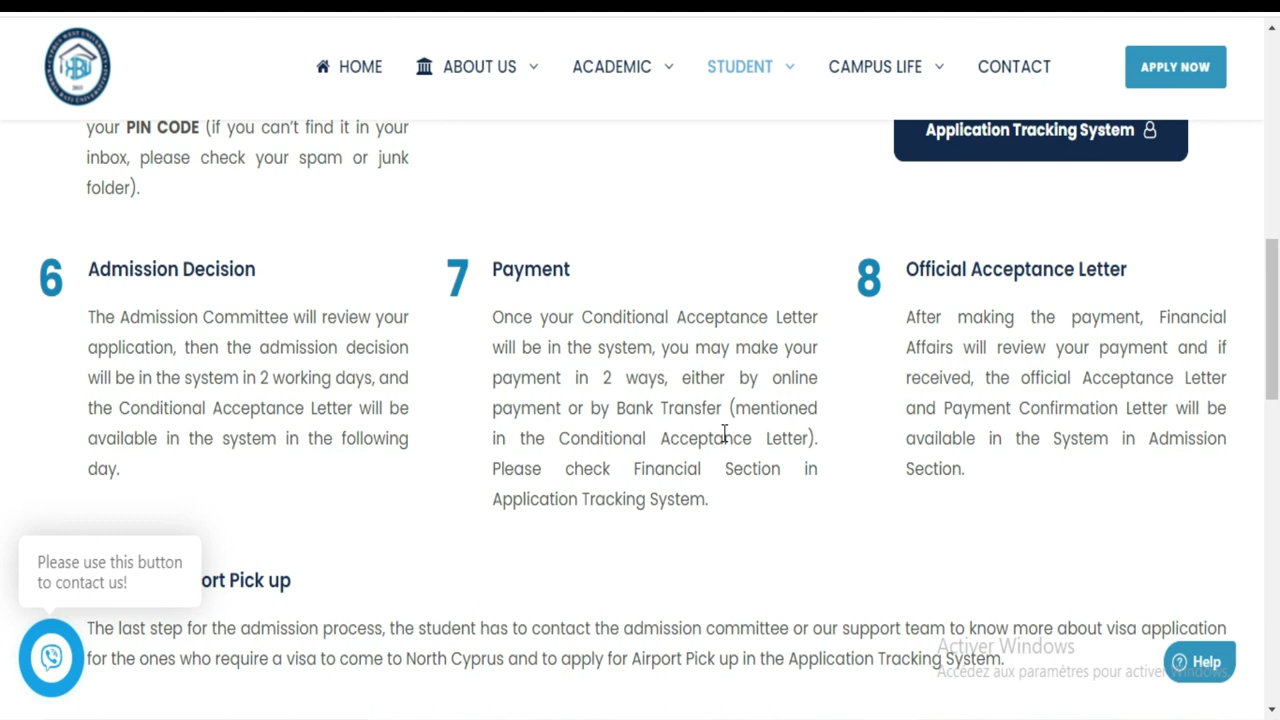 HOME
ABOUT US
ACADEMIC
STUDENT
CAMPUS LIFE
CONTACT
APPLY NOW
your PIN CODE (if you can't find it in your
inbox, please check your spam or junk
folder).
Application Tracking System
6
Admission Decision
The Admission Committee will review your
application, then the admission decision
will be in the system in 2 working days, and
the Conditional Acceptance Letter will be
available in the system in the following
day.
7
Payment
Once your Conditional Acceptance Letter
will be in the system, you may make your
payment in 2 ways, either by online
payment or by Bank Transfer (mentioned
in the Conditional Acceptance Letter).
Please check Financial Section in
Application Tracking System.
8
Official Acceptance Letter
After making the payment, Financial
Affairs will review your payment and if
received, the official Acceptance Letter
and Payment Confirmation Letter will be
available in the System in Admission
Section.
Please use this button
to contact us!
ort Pick up
The last step for the admission process, the student has to contact the admission committee or our support team to know more about visa application
for the ones who require a visa to come to North Cyprus and to apply for Airport Pick up in the Application Tracking System.
Activer Windows
Accédez aux paramètres pour activer Windows.
Help